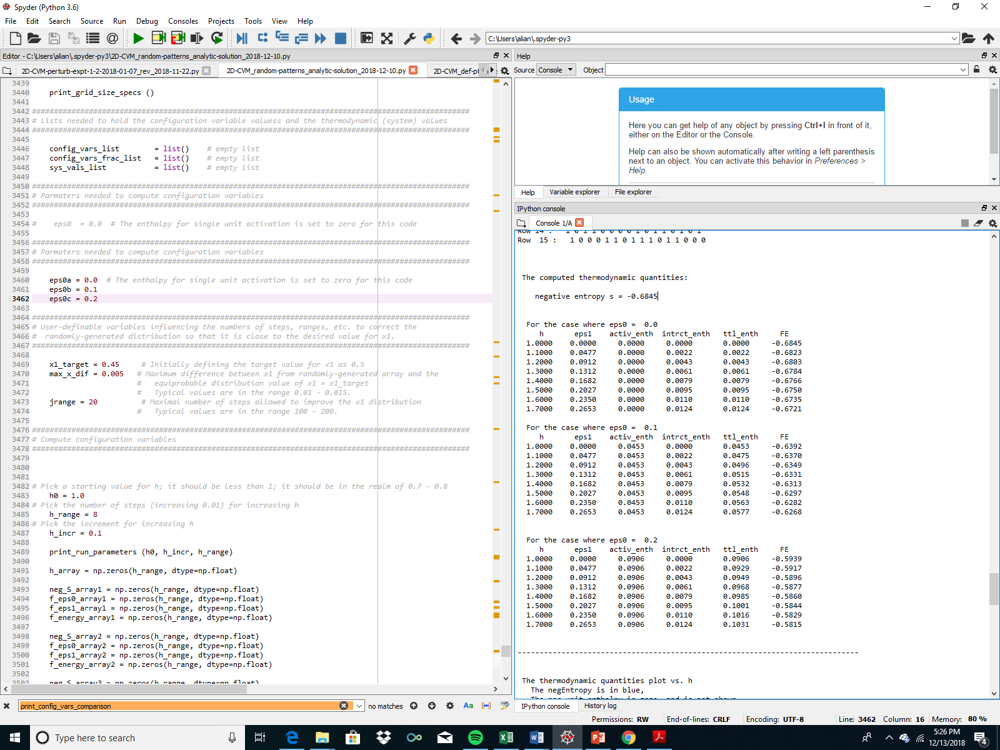 Spyder (Python 3.6)
File Edit Search Source Run Debug Consoles Projects Tools View Help
C:\Users\alian\.spyder-py3
Editor - C:\Users\alian\.spyder-py3\2D-CVM_random-patterns_analytic-solution_2018-12-10.py
2D-CVM-perturb-expt-1-2-2018-01-07_rev_2018-11-22.py 2D-CVM_random-patterns_analytic-solution_2018-12-10.py 2D-CVM_def-pt
3439
3440 print_grid_size_specs ()
3441
3442 ####################################################################################################
3443 # Lists needed to hold the configuration variable valuess and the thermodynamic (system) values
3444 ####################################################################################################
3445
3446 config_vars_list = list() # empty list
3447 config_vars_frac_list = list() # empty list
3448 sys_vals_list = list() # empty list
3449
3450 ####################################################################################################
3451 # Parmaters needed to compute configuration variables
3452 ####################################################################################################
3453
3454 # eps0 = 0.0 # The enthalpy for single unit activation is set to zero for this code
3455
3456 ####################################################################################################
3457 # Parmaters needed to compute configuration variables
3458 ####################################################################################################
3459
3460 eps0a = 0.0 # The enthalpy for single unit activation is set to zero for this code
3461 eps0b = 0.1
3462 eps0c = 0.2
3463
3464 ####################################################################################################
3465 # User-definable variables influencing the numbers of steps, ranges, etc. to correct the
3466 # randomly-generated distribution so that it is close to the desired value for x1.
3467 ####################################################################################################
3468
3469 x1_target = 0.45 # Initially defining the target value for x1 as 0.5
3470 max_x_dif = 0.005 # Maximum difference between x1 from randomly-generated array and the
3471 # equiprobable distribution value of x1 = x1_target
3472 # Typical values are in the range 0.01 - 0.015.
3473 jrange = 20 # Maximal number of steps allowed to improve the x1 distribution
3474 # Typical values are in the range 100 - 200.
3475
3476 ####################################################################################################
3477 # Compute configuration variables
3478 ####################################################################################################
3479
3480
3481
3482 # Pick a starting value for h; it should be less than 1; it should be in the realm of 0.7 - 0.8
3483 h0 = 1.0
3484 # Pick the number of steps (increasing 0.01) for increasing h
3485 h_range = 8
3486 # Pick the increment for increasing h
3487 h_incr = 0.1
3488
3489 print_run_parameters (h0, h_incr, h_range)
3490
3491 h_array = np.zeros(h_range, dtype=np.float)
3492
3493 neg_S_array1 = np.zeros(h_range, dtype=np.float)
3494 f_eps0_array1 = np.zeros(h_range, dtype=np.float)
3495 f_eps1_array1 = np.zeros(h_range, dtype=np.float)
3496 f_energy_array1 = np.zeros(h_range, dtype=np.float)
3497
3498 neg_S_array2 = np.zeros(h_range, dtype=np.float)
3499 f_eps0_array2 = np.zeros(h_range, dtype=np.float)
3500 f_eps1_array2 = np.zeros(h_range, dtype=np.float)
3501 f_energy_array2 = np.zeros(h_range, dtype=np.float)
3502
3503 neg_S_array3 = np.zeros(h_range, dtype=np.float)
print_config_vars_comparison no matches Aa
Help
Source Console Object
Usage
Here you can get help of any object by pressing Ctrl+I in front of it,
either on the Editor or the Console.
Help can also be shown automatically after writing a left parenthesis
next to an object. You can activate this behavior in Preferences >
Help.
Help Variable explorer File explorer
IPython console
Console 1/A
Row 14 : 1 0 1 1 0 0 0 0 1 0 1 1 0 1 0 1
Row 15 : 1 0 0 0 1 1 0 1 1 1 0 1 1 0 0 0
The computed thermodynamic quantities:
negative entropy s = -0.6845
For the case where eps0 = 0.0
h eps1 activ_enth intrct_enth ttl_enth FE
1.0000 0.0000 0.0000 0.0000 0.0000 -0.6845
1.1000 0.0477 0.0000 0.0022 0.0022 -0.6823
1.2000 0.0912 0.0000 0.0043 0.0043 -0.6803
1.3000 0.1312 0.0000 0.0061 0.0061 -0.6784
1.4000 0.1682 0.0000 0.0079 0.0079 -0.6766
1.5000 0.2027 0.0000 0.0095 0.0095 -0.6750
1.6000 0.2350 0.0000 0.0110 0.0110 -0.6735
1.7000 0.2653 0.0000 0.0124 0.0124 -0.6721
For the case where eps0 = 0.1
h eps1 activ_enth intrct_enth ttl_enth FE
1.0000 0.0000 0.0453 0.0000 0.0453 -0.6392
1.1000 0.0477 0.0453 0.0022 0.0475 -0.6370
1.2000 0.0912 0.0453 0.0043 0.0496 -0.6349
1.3000 0.1312 0.0453 0.0061 0.0515 -0.6331
1.4000 0.1682 0.0453 0.0079 0.0532 -0.6313
1.5000 0.2027 0.0453 0.0095 0.0548 -0.6297
1.6000 0.2350 0.0453 0.0110 0.0563 -0.6282
1.7000 0.2653 0.0453 0.0124 0.0577 -0.6268
For the case where eps0 = 0.2
h eps1 activ_enth intrct_enth ttl_enth FE
1.0000 0.0000 0.0906 0.0000 0.0906 -0.5939
1.1000 0.0477 0.0906 0.0022 0.0929 -0.5917
1.2000 0.0912 0.0906 0.0043 0.0949 -0.5896
1.3000 0.1312 0.0906 0.0061 0.0968 -0.5877
1.4000 0.1682 0.0906 0.0079 0.0985 -0.5860
1.5000 0.2027 0.0906 0.0095 0.1001 -0.5844
1.6000 0.2350 0.0906 0.0110 0.1016 -0.5829
1.7000 0.2653 0.0906 0.0124 0.1031 -0.5815
------------------------------------------------------------------------------
The thermodynamic quantities plot vs. h
The negEntropy is in blue,
The per-unit enthalpy is zero, and is not shown
IPython console History log
Permissions: RW End-of-lines: CRLF Encoding: UTF-8 Line: 3462 Column: 16 Memory: 80 %
Type here to search
5:26 PM
12/13/2018
4